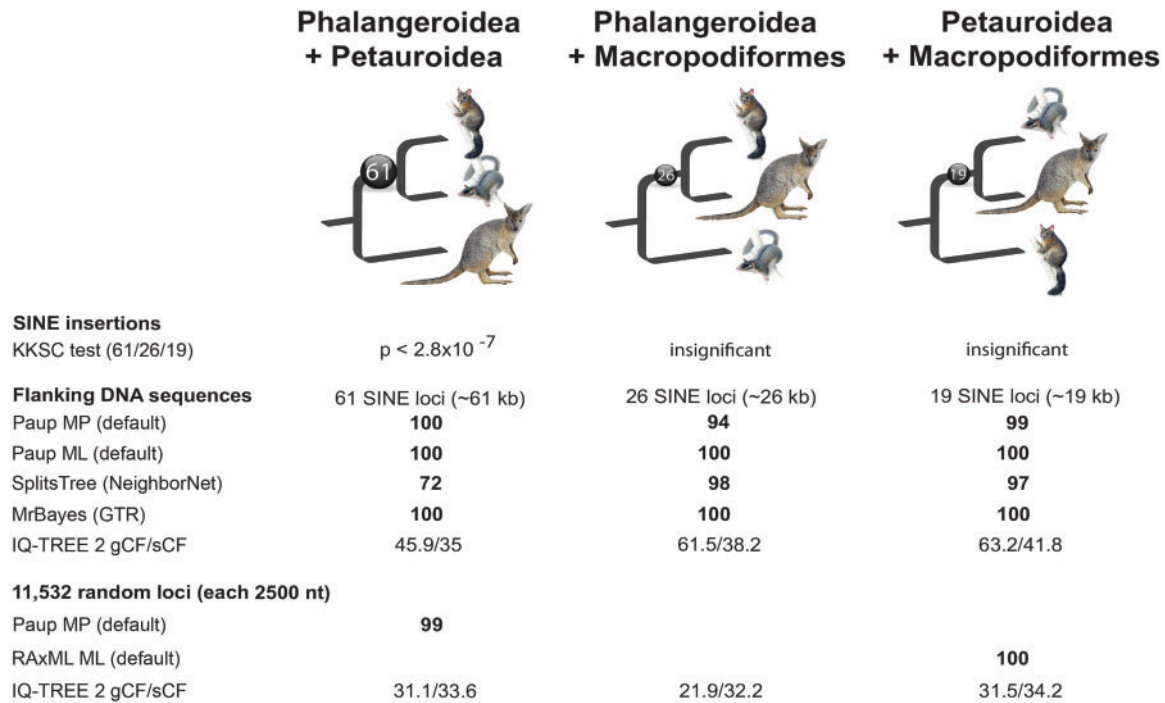 Phalangeroidea + Petauroidea
Phalangeroidea + Macropodiformes
Petauroidea + Macropodiformes
61
26
19
SINE insertions
KKSC test (61/26/19) p < 2.8x10 -7 insignificant insignificant
Flanking DNA sequences 61 SINE loci (~61 kb) 26 SINE loci (~26 kb) 19 SINE loci (~19 kb)
Paup MP (default) 100 94 99
Paup ML (default) 100 100 100
SplitsTree (NeighborNet) 72 98 97
MrBayes (GTR) 100 100 100
IQ-TREE 2 gCF/sCF 45.9/35 61.5/38.2 63.2/41.8
11,532 random loci (each 2500 nt)
Paup MP (default) 99
RAxML ML (default) 100
IQ-TREE 2 gCF/sCF 31.1/33.6 21.9/32.2 31.5/34.2